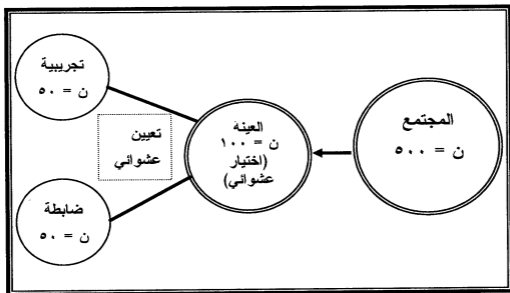 المجتمع
ن = ٥٠٠
العينة
ن = ١٠٠
(اختيار
عشوائي)
تعيين
عشوائي
تجريبية
ن = ٥٠
ضابطة
ن = ٥٠